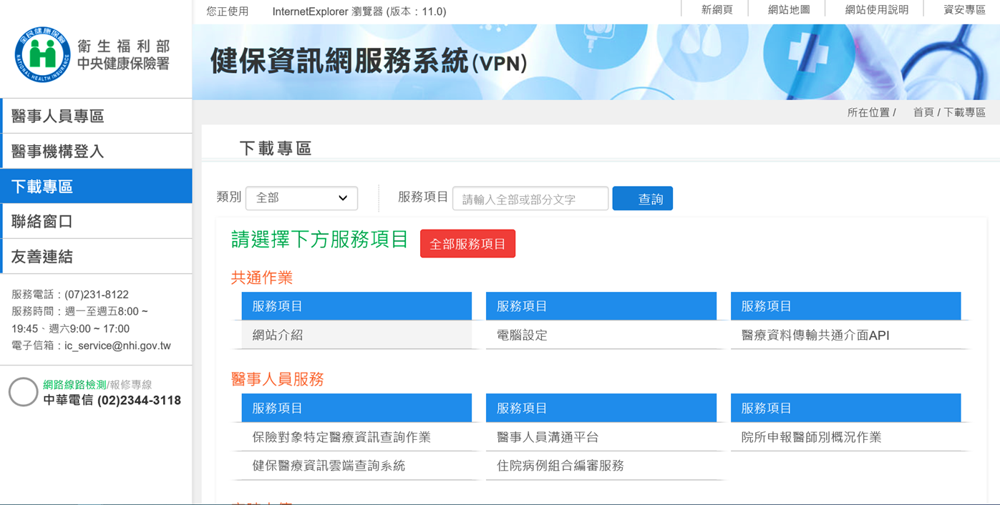 您正使用 InternetExplorer 瀏覽器 (版本：11.0)
新網頁 網站地圖 網站使用說明 資安專區
全民健康保險
NATIONAL HEALTH INSURANCE
衛生福利部
中央健康保險署
健保資訊網服務系統(VPN)
所在位置 / 首頁 / 下載專區
醫事人員專區
醫事機構登入
下載專區
聯絡窗口
友善連結
服務電話：(07)231-8122
服務時間：週一至週五8:00 ~
19:45、週六9:00 ~ 17:00
電子信箱：ic_service@nhi.gov.tw
網路線路檢測/報修專線
中華電信 (02)2344-3118
下載專區
類別 全部 服務項目 請輸入全部或部分文字 查詢
請選擇下方服務項目 全部服務項目
共通作業
服務項目 服務項目 服務項目
網站介紹 電腦設定 醫療資料傳輸共通介面API
醫事人員服務
服務項目 服務項目 服務項目
保險對象特定醫療資訊查詢作業 醫事人員溝通平台 院所申報醫師別概況作業
健保醫療資訊雲端查詢系統 住院病例組合編審服務